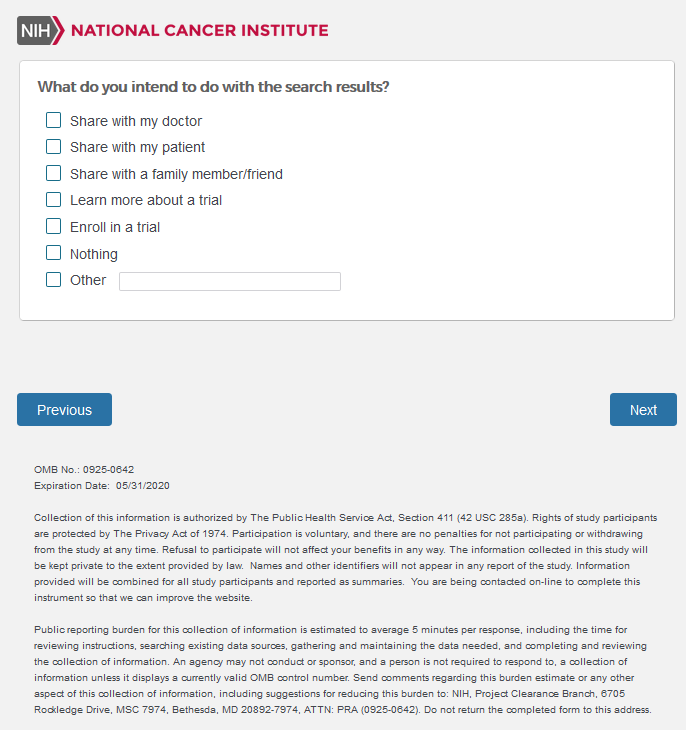 NIH NATIONAL CANCER INSTITUTE
What do you intend to do with the search results?
Share with my doctor
Share with my patient
Share with a family member/friend
Learn more about a trial
Enroll in a trial
Nothing
Other
Previous
Next
OMB No.: 0925-0642
Expiration Date: 05/31/2020
Collection of this information is authorized by The Public Health Service Act, Section 411 (42 USC 285a). Rights of study participants
are protected by The Privacy Act of 1974. Participation is voluntary, and there are no penalties for not participating or withdrawing
from the study at any time. Refusal to participate will not affect your benefits in any way. The information collected in this study will
be kept private to the extent provided by law. Names and other identifiers will not appear in any report of the study. Information
provided will be combined for all study participants and reported as summaries. You are being contacted on-line to complete this
instrument so that we can improve the website.
Public reporting burden for this collection of information is estimated to average 5 minutes per response, including the time for
reviewing instructions, searching existing data sources, gathering and maintaining the data needed, and completing and reviewing
the collection of information. An agency may not conduct or sponsor, and a person is not required to respond to, a collection of
information unless it displays a currently valid OMB control number. Send comments regarding this burden estimate or any other
aspect of this collection of information, including suggestions for reducing this burden to: NIH, Project Clearance Branch, 6705
Rockledge Drive, MSC 7974, Bethesda, MD 20892-7974, ATTN: PRA (0925-0642). Do not return the completed form to this address.